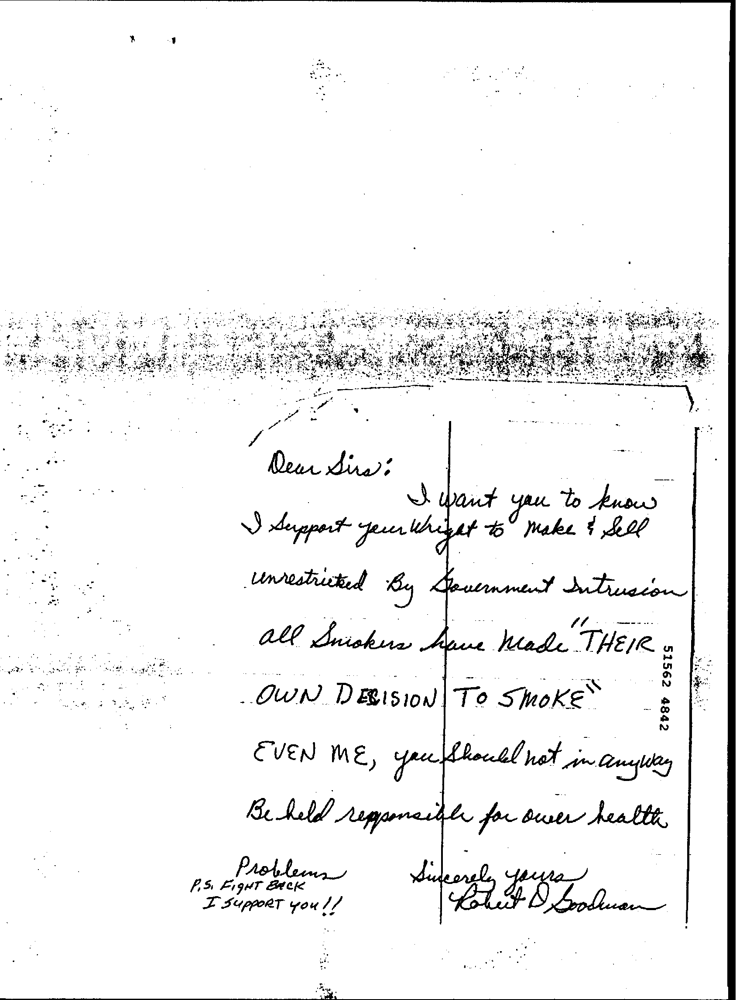 Dear Sirs:
I want you to know
I Support your Wright to Make & Sell
unrestricted By Government Intrusion
all Smokers have Made "THEIR
OWN DECISION TO SMOKE"
EVEN ME, you Should not in anyway
Be held repponsible for ower health
Problems
P.S. FIGHT BACK
I SUPPORT YOU!!
Sincerely yours
Robert D Goodman
51562 4842